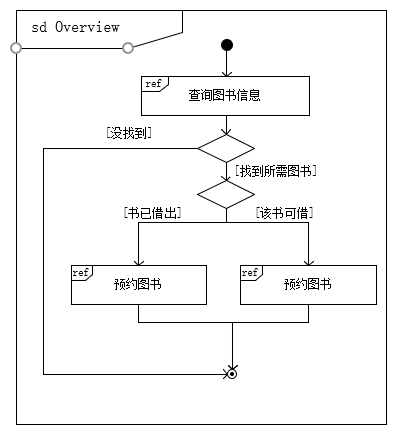 sd Overview
ref
查询图书信息
[没找到]
[找到所需图书]
[书已借出]
[该书可借]
ref
预约图书
ref
预约图书